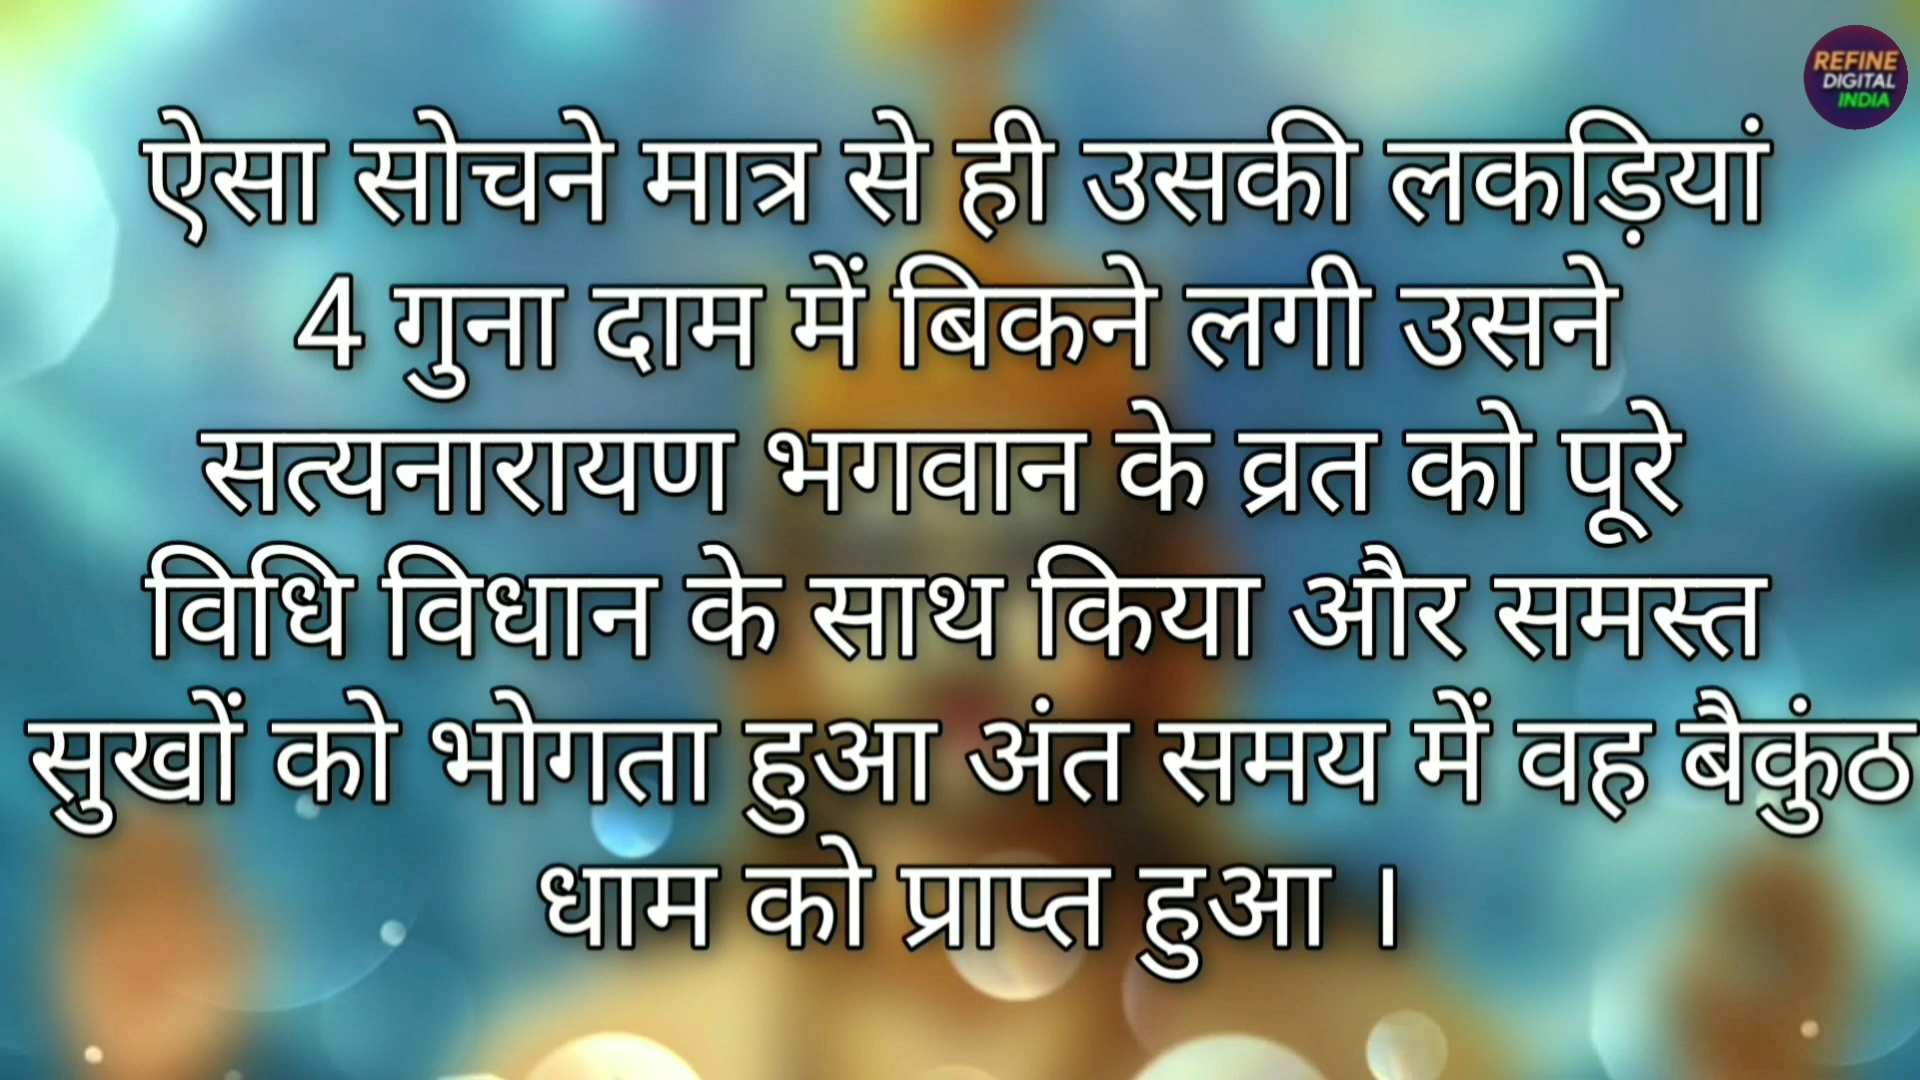 REFINE
DIGITAL
INDIA
ऐसा सोचने मात्र से ही उसकी लकड़ियां
4 गुना दाम में बिकने लगी उसने
सत्यनारायण भगवान के व्रत को पूरे
विधि विधान के साथ किया और समस्त
सुखों को भोगता हुआ अंत समय में वह बैकुंठ
धाम को प्राप्त हुआ ।